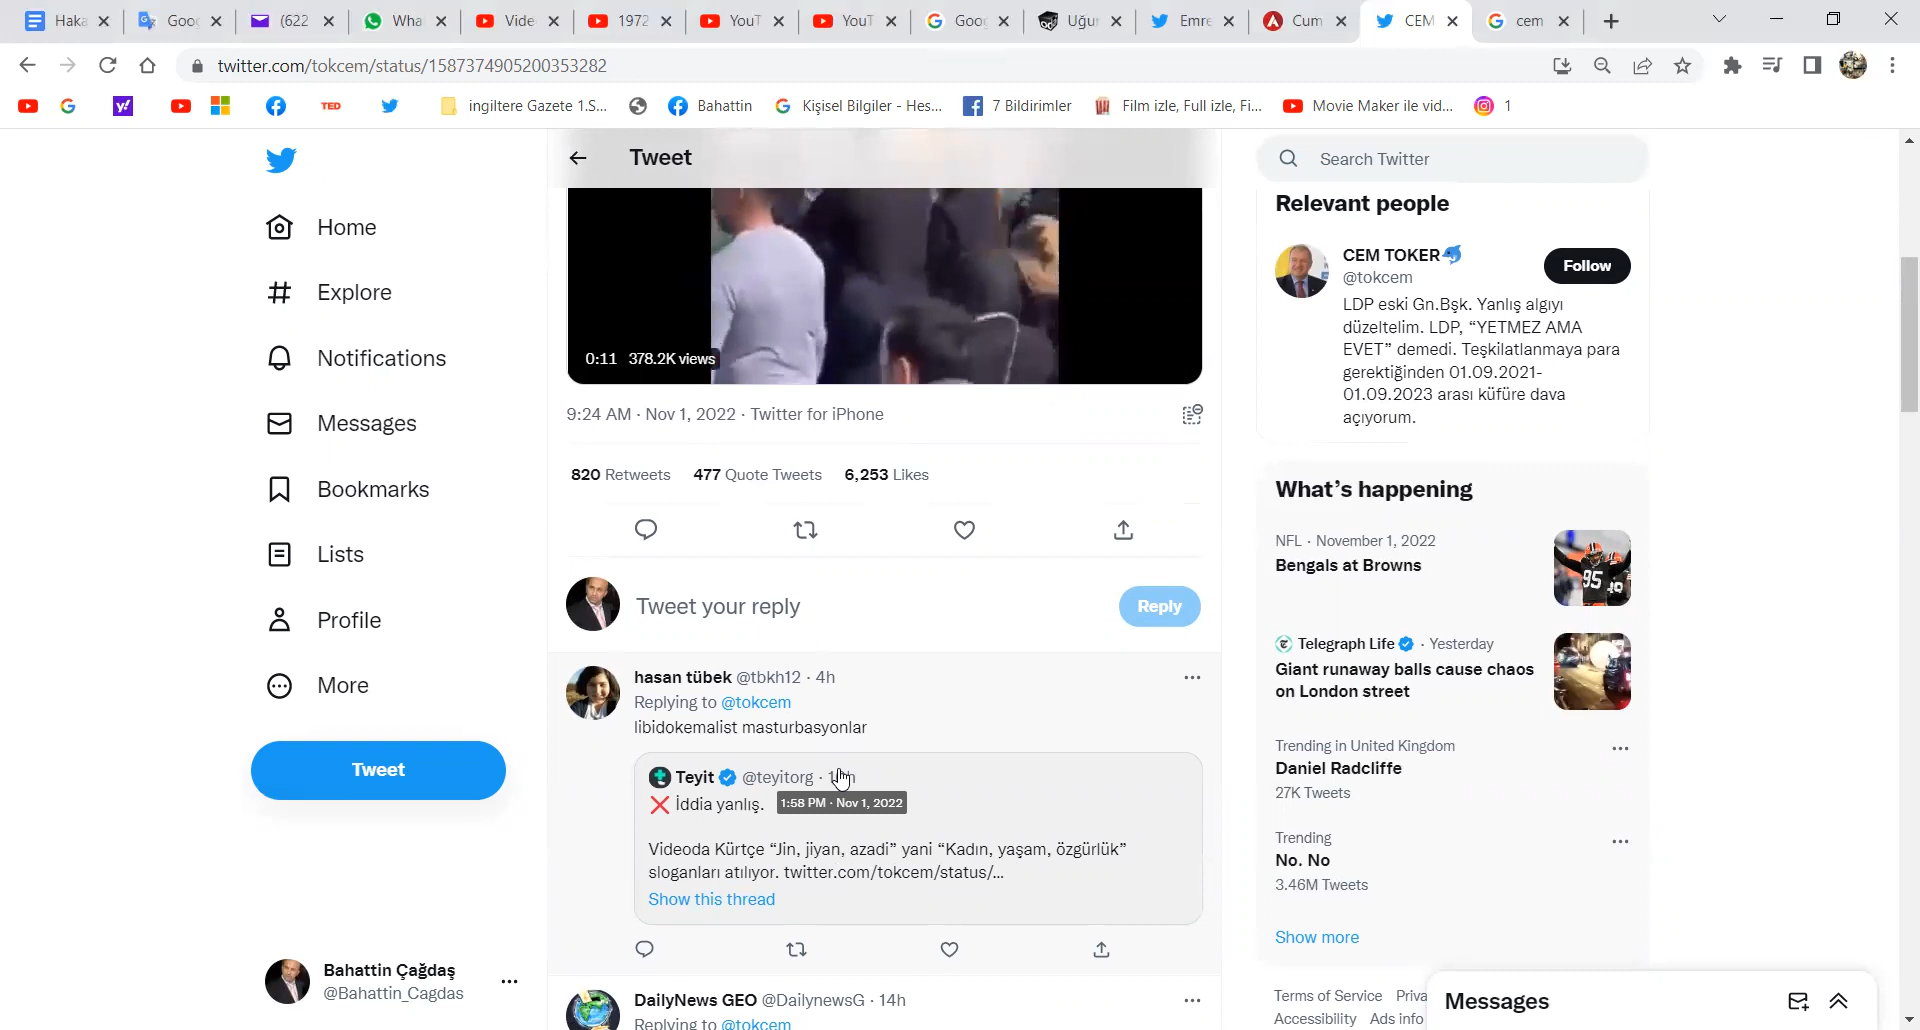 Haka
Goog
(622
Wha
Vide
1972
YouT
YouT
Goog
Uğur
Emre
Cum
CEM
cem
twitter.com/tokcem/status/1587374905200353282
TED
ingiltere Gazete 1.S...
Bahattin
Kişisel Bilgiler - Hes...
7 Bildirimler
Film izle, Full izle, Fi...
Movie Maker ile vid...
1
Home
Explore
Notifications
Messages
Bookmarks
Lists
Profile
More
Tweet
Bahattin Çağdaş
@Bahattin_Cagdas
Tweet
0:11 378.2K views
9:24 AM · Nov 1, 2022 · Twitter for iPhone
820 Retweets 477 Quote Tweets 6,253 Likes
Tweet your reply
Reply
hasan tübek @tbkh12 · 4h
Replying to @tokcem
libidokemalist masturbasyonlar
Teyit @teyitorg ·
❌ İddia yanlış.
1:58 PM · Nov 1, 2022
Videoda Kürtçe “Jin, jiyan, azadi” yani “Kadın, yaşam, özgürlük”
sloganları atılıyor. twitter.com/tokcem/status/...
Show this thread
DailyNews GEO @DailynewsG · 14h
Replying to @tokcem
Search Twitter
Relevant people
CEM TOKER🐬
@tokcem
Follow
LDP eski Gn.Bşk. Yanlış algıyı
düzeltelim. LDP, “YETMEZ AMA
EVET” demedi. Teşkilatlanmaya para
gerektiğinden 01.09.2021-
01.09.2023 arası küfüre dava
açıyorum.
What’s happening
NFL · November 1, 2022
Bengals at Browns
95
Telegraph Life · Yesterday
Giant runaway balls cause chaos
on London street
Trending in United Kingdom
Daniel Radcliffe
27K Tweets
Trending
No. No
3.46M Tweets
Show more
Terms of Service Priva
Accessibility Ads info
Messages